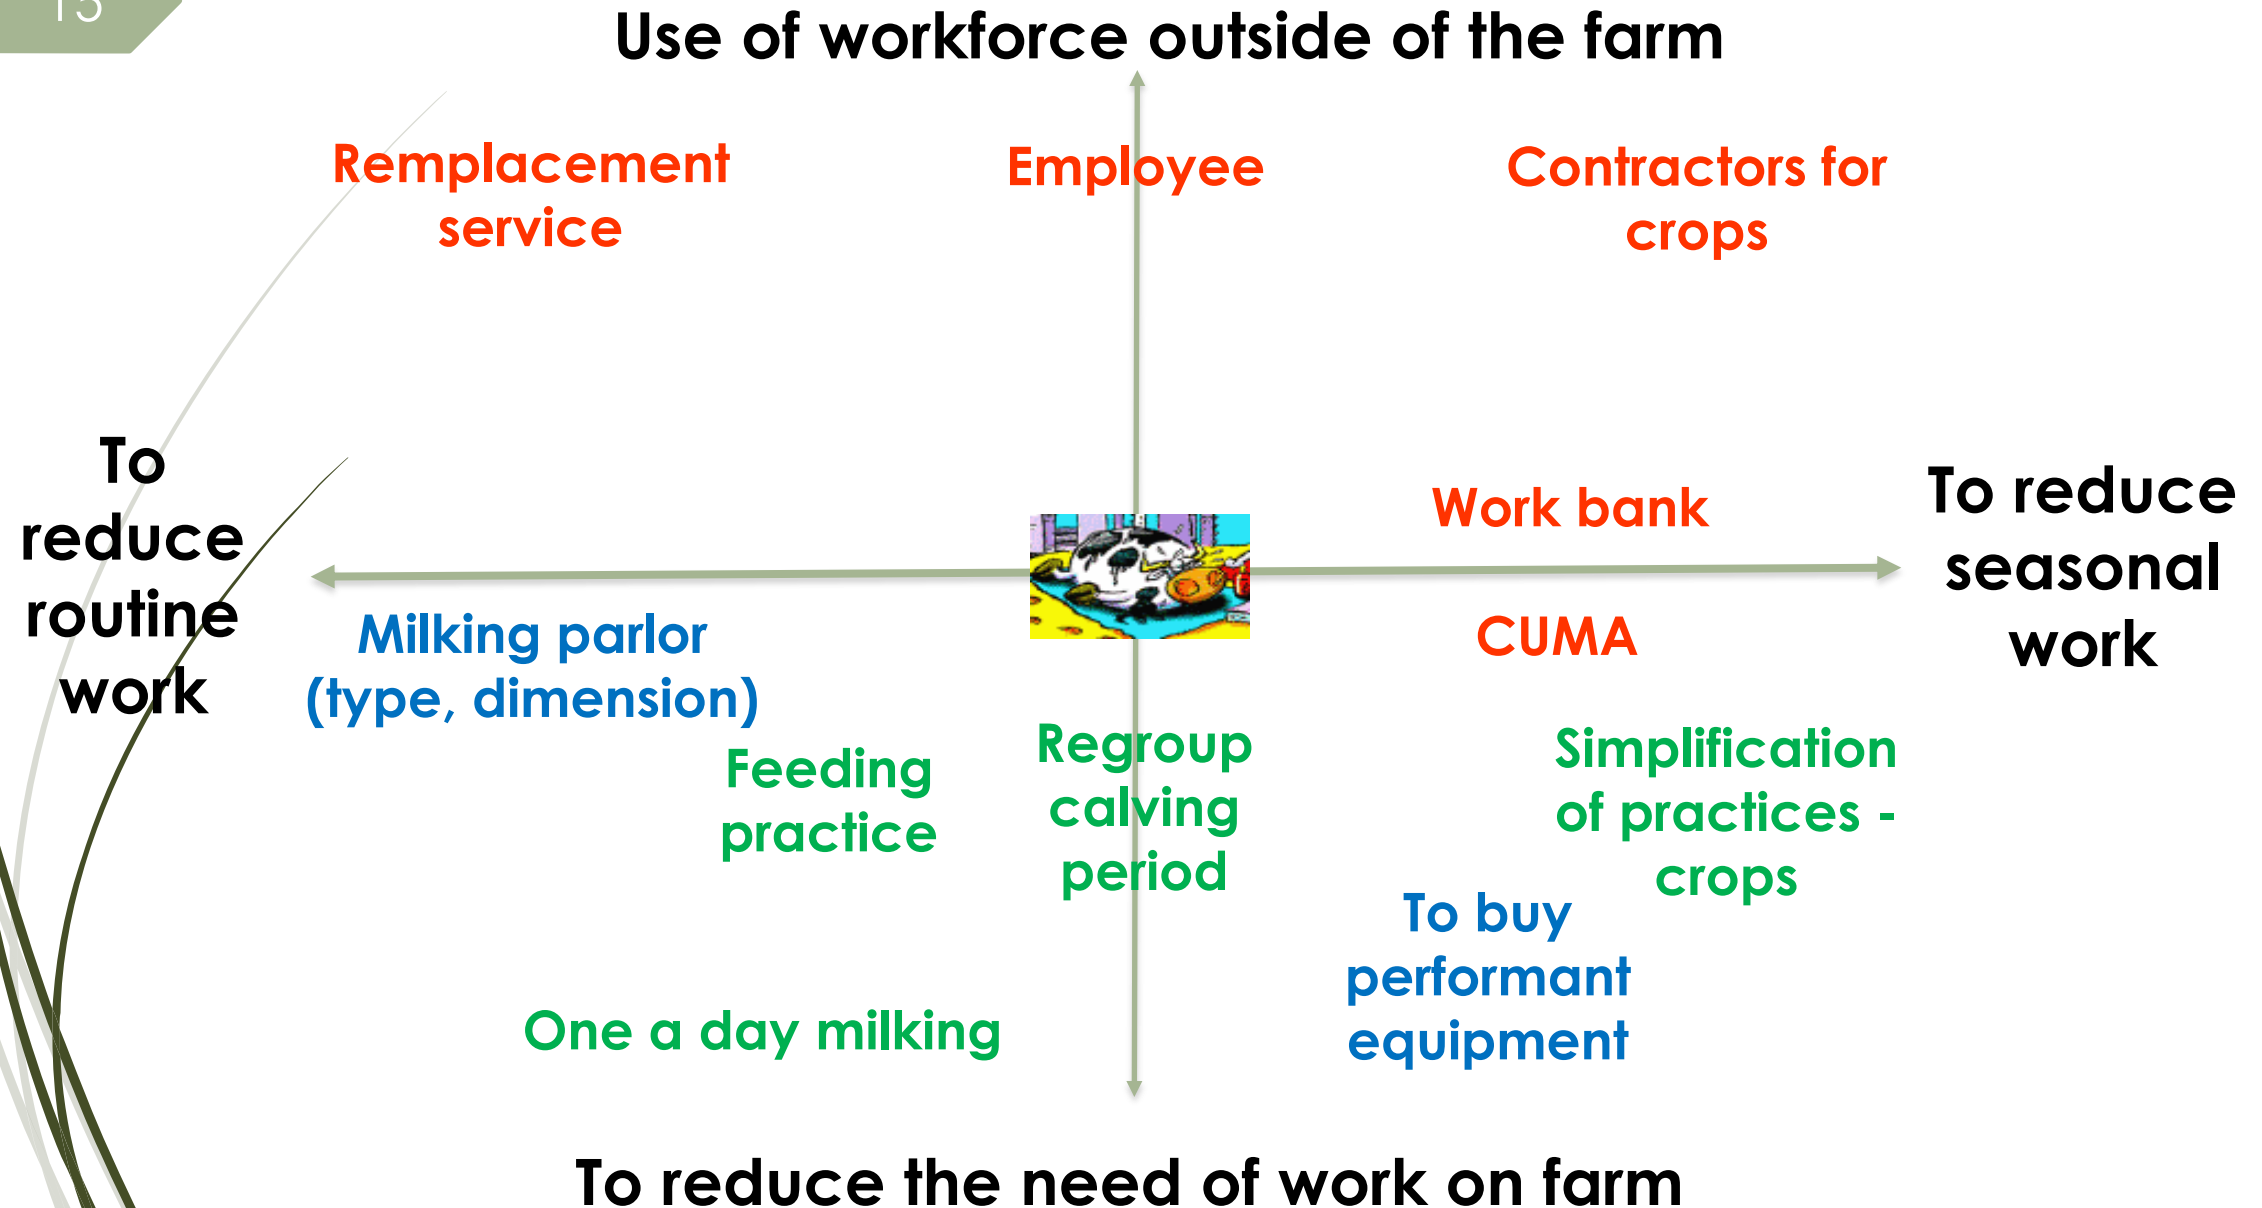 15
Use of workforce outside of the farm
Remplacement
service
Employee
Contractors for
crops
To
reduce
routine
work
Work bank
To reduce
seasonal
work
CUMA
Milking parlor
(type, dimension)
Feeding
practice
Regroup
calving
period
Simplification
of practices -
crops
To buy
performant
equipment
One a day milking
To reduce the need of work on farm